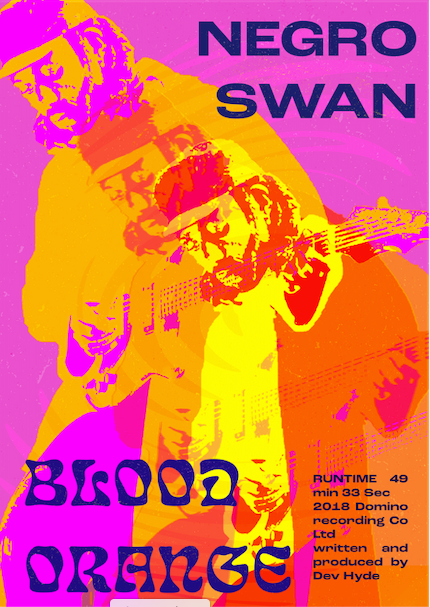 NEGRO
SWAN
BLOOD
ORANGE
RUNTIME 49
min 33 Sec
2018 Domino
recording Co
Ltd
written and
produced by
Dev Hyde